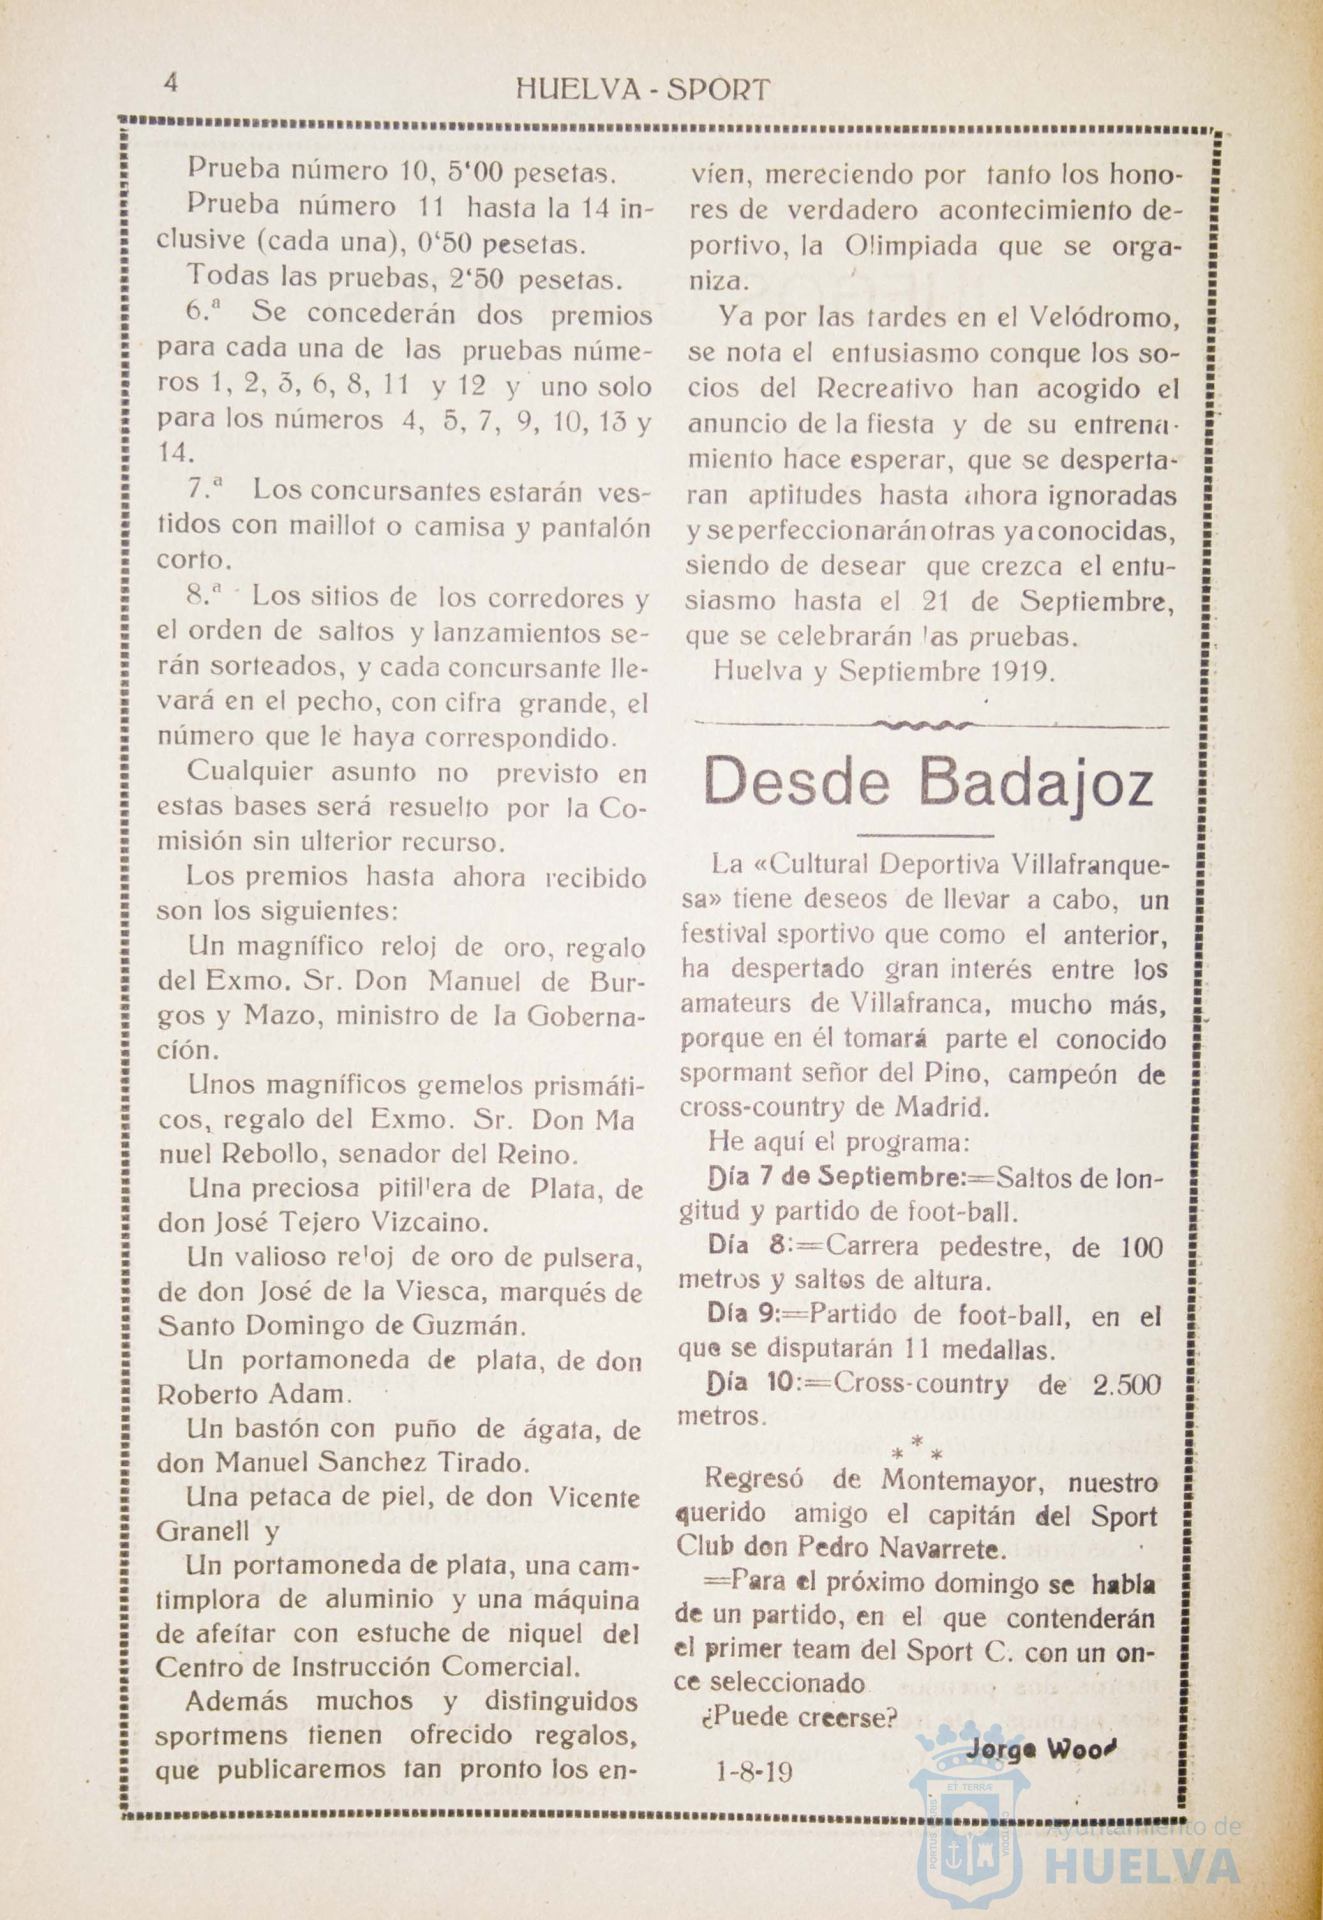 4
HUELVA - SPORT
Prueba número 10, 5‘00 pesetas.
Prueba número 11 hasta la 14 in-
clusive (cada una), 0‘50 pesetas.
Todas las pruebas, 2‘50 pesetas.
6.ª Se concederán dos premios
para cada una de las pruebas núme-
ros 1, 2, 3, 6, 8, 11 y 12 y uno solo
para los números 4, 5, 7, 9, 10, 13 y
14.
7.ª Los concursantes estarán ves-
tidos con maillot o camisa y pantalón
corto.
8.ª Los sitios de los corredores y
el orden de saltos y lanzamientos se-
rán sorteados, y cada concursante lle-
vará en el pecho, con cifra grande, el
número que le haya correspondido.
Cualquier asunto no previsto en
estas bases será resuelto por la Co-
misión sin ulterior recurso.
Los premios hasta ahora recibido
son los siguientes:
Un magnífico reloj de oro, regalo
del Exmo. Sr. Don Manuel de Bur-
gos y Mazo, ministro de la Goberna-
ción.
Unos magníficos gemelos prismáti-
cos, regalo del Exmo. Sr. Don Ma
nuel Rebollo, senador del Reino.
Una preciosa pitillera de Plata, de
don José Tejero Vizcaino.
Un valioso reloj de oro de pulsera,
de don José de la Viesca, marqués de
Santo Domingo de Guzmán.
Un portamoneda de plata, de don
Roberto Adam.
Un bastón con puño de ágata, de
don Manuel Sanchez Tirado.
Una petaca de piel, de don Vicente
Granell y
Un portamoneda de plata, una cam-
timplora de aluminio y una máquina
de afeitar con estuche de niquel del
Centro de Instrucción Comercial.
Además muchos y distinguidos
sportmens tienen ofrecido regalos,
que publicaremos tan pronto los en-
víen, mereciendo por tanto los hono-
res de verdadero acontecimiento de-
portivo, la Olimpiada que se orga-
niza.
Ya por las tardes en el Velódromo,
se nota el entusiasmo conque los so-
cios del Recreativo han acogido el
anuncio de la fiesta y de su entrena-
miento hace esperar, que se desperta-
ran aptitudes hasta ahora ignoradas
y se perfeccionarán otras ya conocidas,
siendo de desear que crezca el entu-
siasmo hasta el 21 de Septiembre,
que se celebrarán las pruebas.
Huelva y Septiembre 1919.
Desde Badajoz
La «Cultural Deportiva Villafranque-
sa» tiene deseos de llevar a cabo, un
festival sportivo que como el anterior,
ha despertado gran interés entre los
amateurs de Villafranca, mucho más,
porque en él tomará parte el conocido
spormant señor del Pino, campeón de
cross-country de Madrid.
He aquí el programa:
Día 7 de Septiembre:=Saltos de lon-
gitud y partido de foot-ball.
Día 8:=Carrera pedestre, de 100
metros y saltos de altura.
Día 9:=Partido de foot-ball, en el
que se disputarán 11 medallas.
Día 10:=Cross-country de 2.500
metros.
* * *
Regresó de Montemayor, nuestro
querido amigo el capitán del Sport
Club don Pedro Navarrete.
=Para el próximo domingo se habla
de un partido, en el que contenderán
el primer team del Sport C. con un on-
ce seleccionado
¿Puede creerse?
Jorge Wood
1-8-19
PORTUS MARIS ET TERRÆ CUSTODIA
Ayuntamiento de
HUELVA